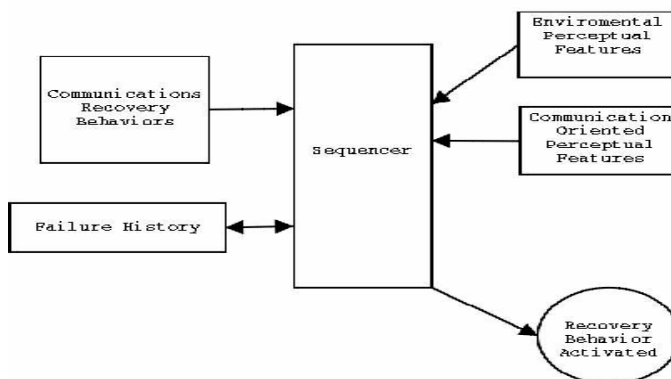 Enviromental
Perceptual
Features
Communications
Recovery
Behaviors
Communication
Oriented
Perceptual
Features
Sequencer
Failure History
Recovery
Behavior
Activated